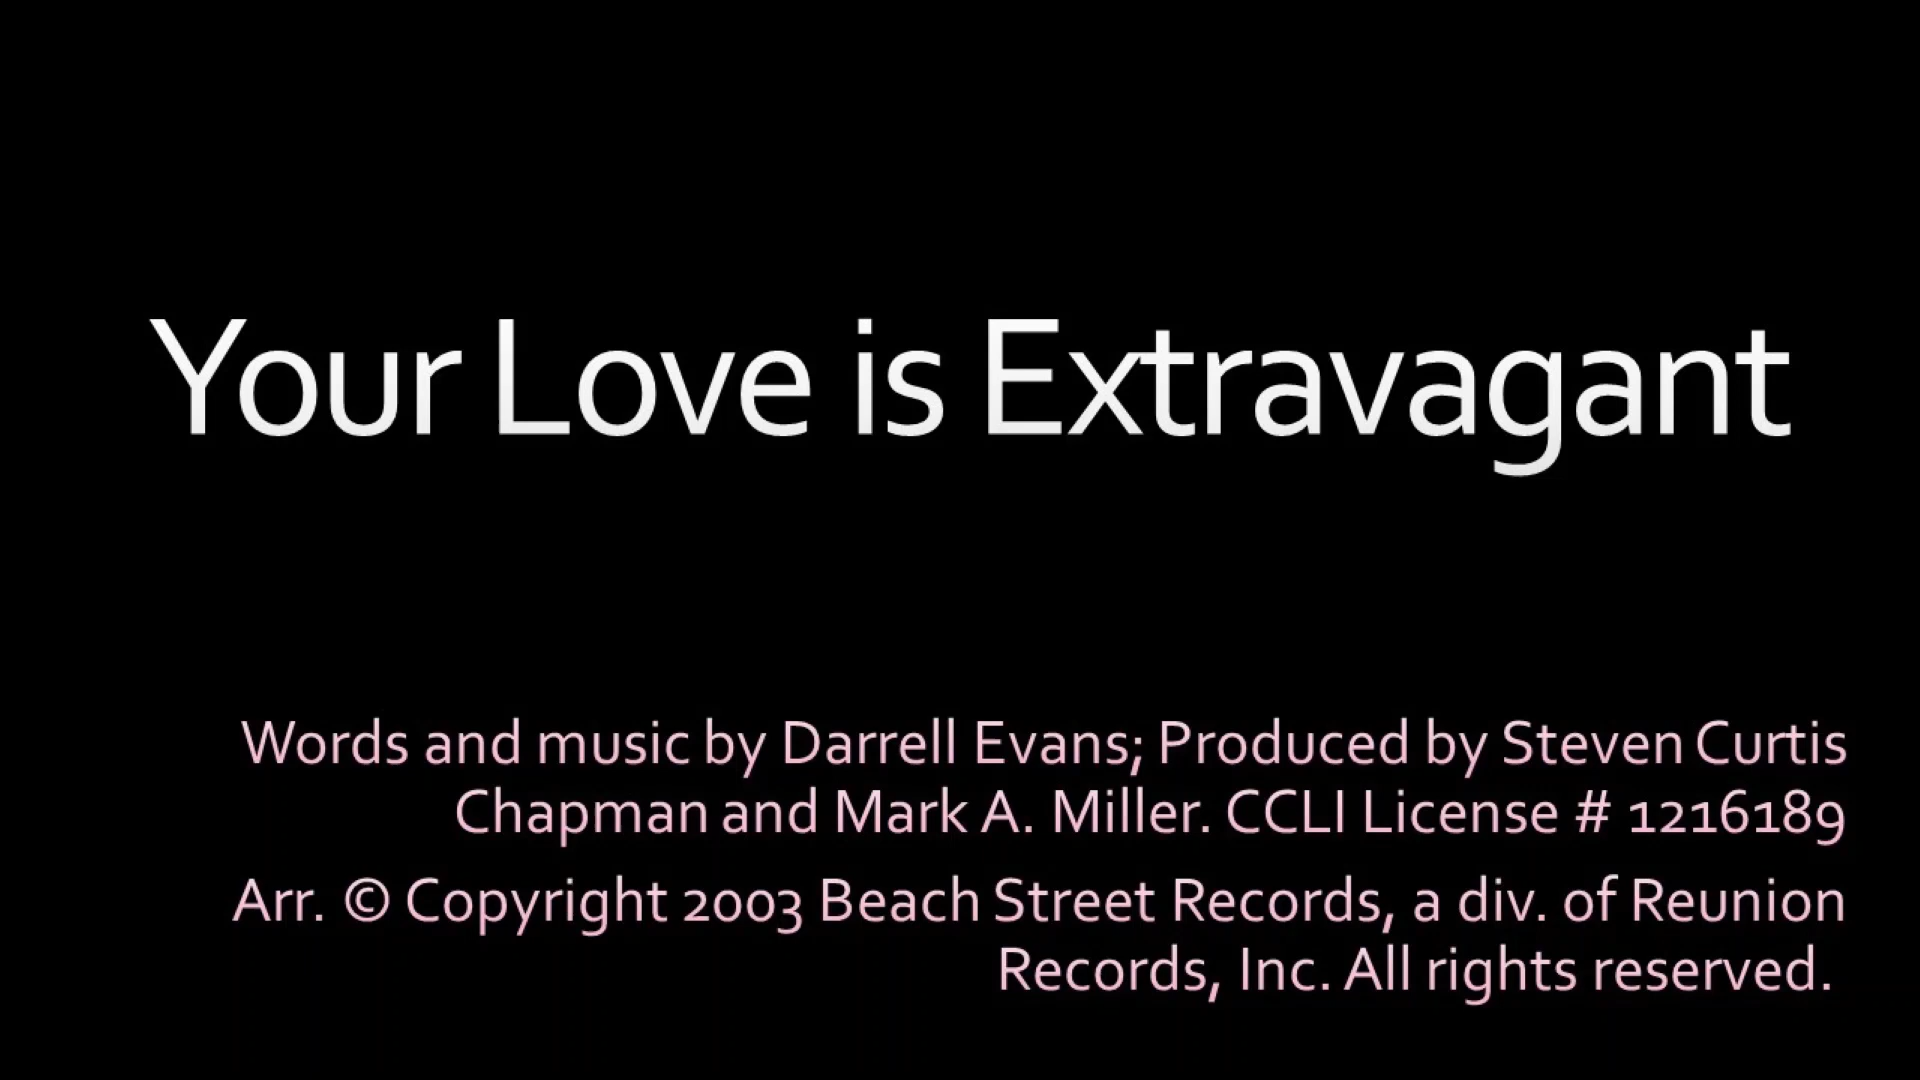 Your Love is Extravagant
Words and music by Darrell Evans; Produced by Steven Curtis
Chapman and Mark A. Miller. CCLI License # 1216189
Arr. © Copyright 2003 Beach Street Records, a div. of Reunion
Records, Inc. All rights reserved.